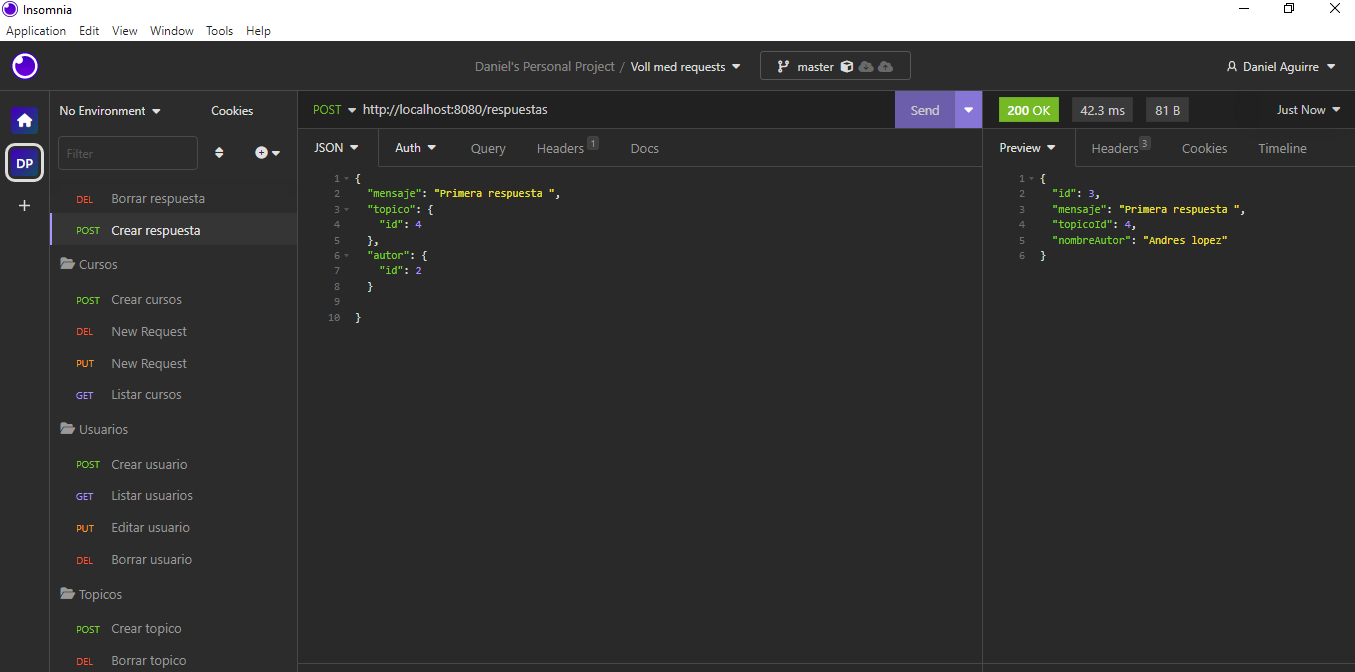 Insomnia
Application Edit View Window Tools Help
Daniel's Personal Project / Voll med requests master Daniel Aguirre
DP
No Environment Cookies
Filter
DEL Borrar respuesta
POST Crear respuesta
Cursos
POST Crear cursos
DEL New Request
PUT New Request
GET Listar cursos
Usuarios
POST Crear usuario
GET Listar usuarios
PUT Editar usuario
DEL Borrar usuario
Topicos
POST Crear topico
DEL Borrar topico
POST http://localhost:8080/respuestas Send
JSON Auth Query Headers 1 Docs
1 {
2 "mensaje": "Primera respuesta ",
3 "topico": {
4 "id": 4
5 },
6 "autor": {
7 "id": 2
8 }
9
10 }
200 OK 42.3 ms 81 B Just Now
Preview Headers 3 Cookies Timeline
1 {
2 "id": 3,
3 "mensaje": "Primera respuesta ",
4 "topicoId": 4,
5 "nombreAutor": "Andres lopez"
6 }